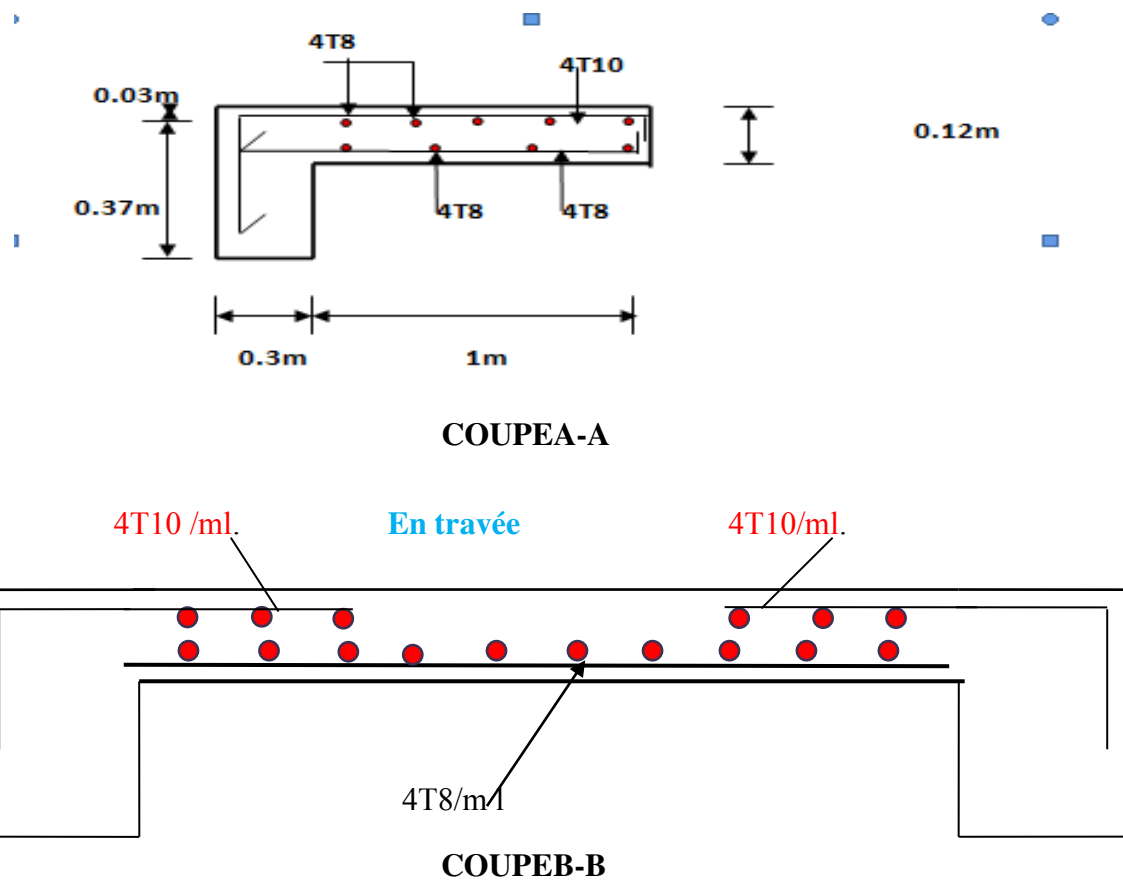 4T8
4T10
0.03m
0.12m
0.37m
4T8 4T8
0.3m 1m
COUPEA-A
4T10 /ml. En travée 4T10/ml.
4T8/m l
COUPEB-B